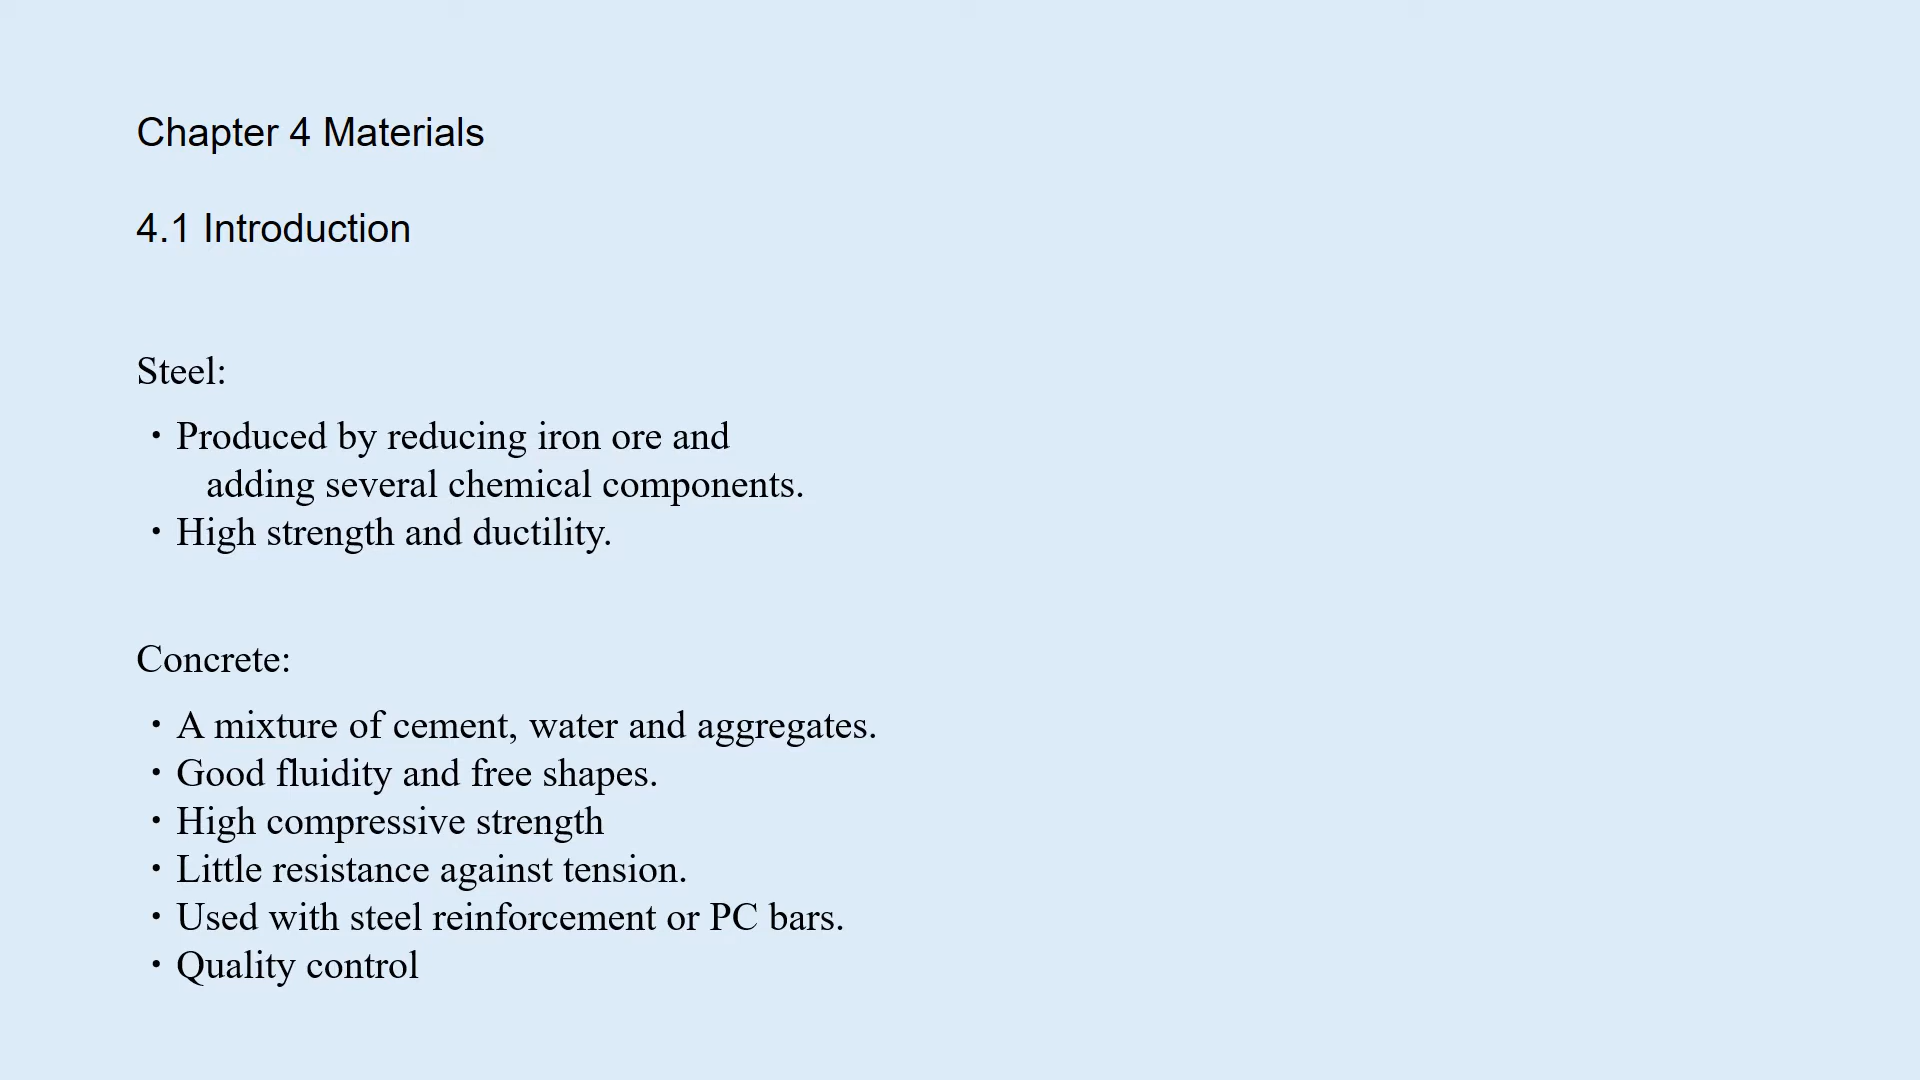 Chapter 4 Materials
4.1 Introduction
Steel:
・Produced by reducing iron ore and
adding several chemical components.
・High strength and ductility.
Concrete:
・A mixture of cement, water and aggregates.
・Good fluidity and free shapes.
・High compressive strength
・Little resistance against tension.
・Used with steel reinforcement or PC bars.
・Quality control